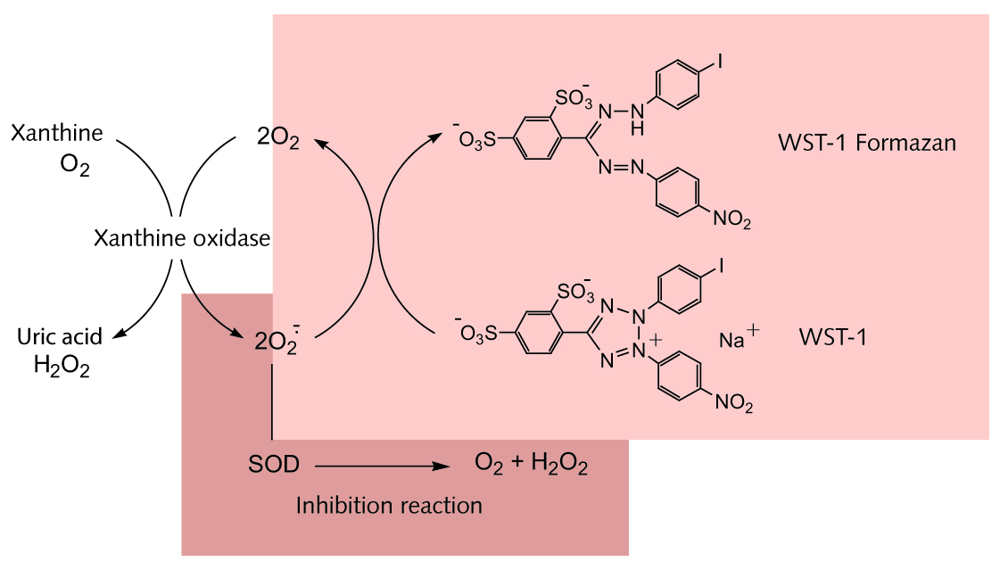 Xanthine
O₂
2O₂
Xanthine oxidase
Uric acid
H₂O₂
2O₂⁻·
SOD
O₂ + H₂O₂
Inhibition reaction
I
SO₃⁻
⁻O₃S
N N
H
N N
NO₂
WST-1 Formazan
I
SO₃⁻
N N
⁻O₃S
N N +
NO₂
Na⁺
WST-1